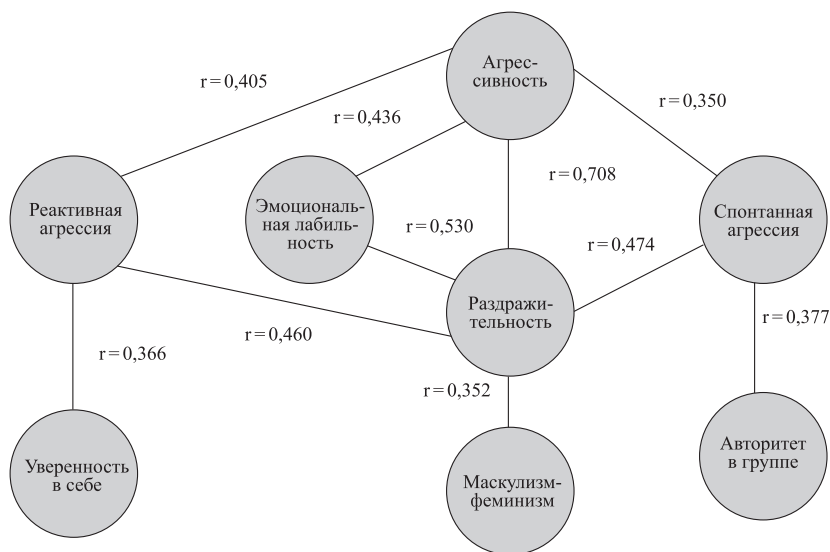 Агрес-
сивность
r = 0,405
r = 0,350
r = 0,436
r = 0,708
Реактивная
агрессия
Эмоциональ-
ная лабиль-
ность
Спонтанная
агрессия
r = 0,530
r = 0,474
Раздражи-
тельность
r = 0,460
r = 0,377
r = 0,366
r = 0,352
Уверенность
в себе
Маскулизм-
феминизм
Авторитет
в группе